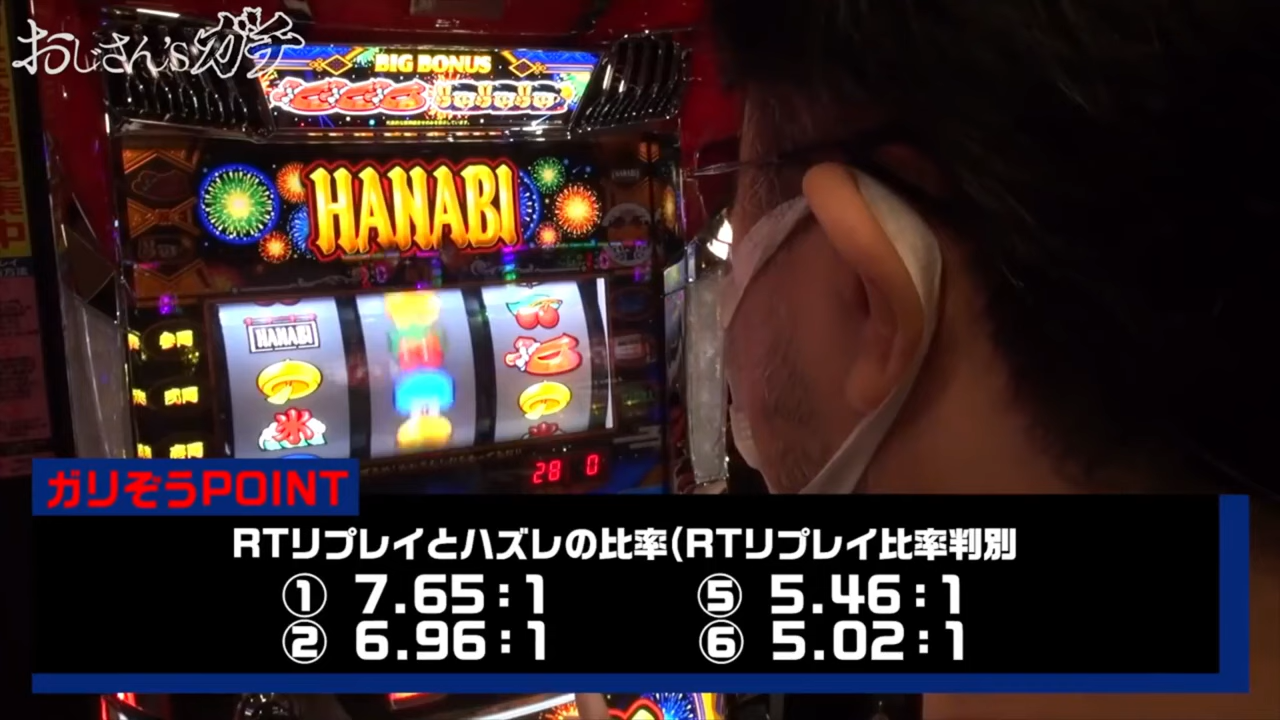 おじさん'sガチ
BIG BONUS
HANABI
HANABI
氷
28 0
ガリぞうPOINT
RTリプレイとハズレの比率(RTリプレイ比率判別
① 7.65:1 ⑤ 5.46:1
② 6.96:1 ⑥ 5.02:1